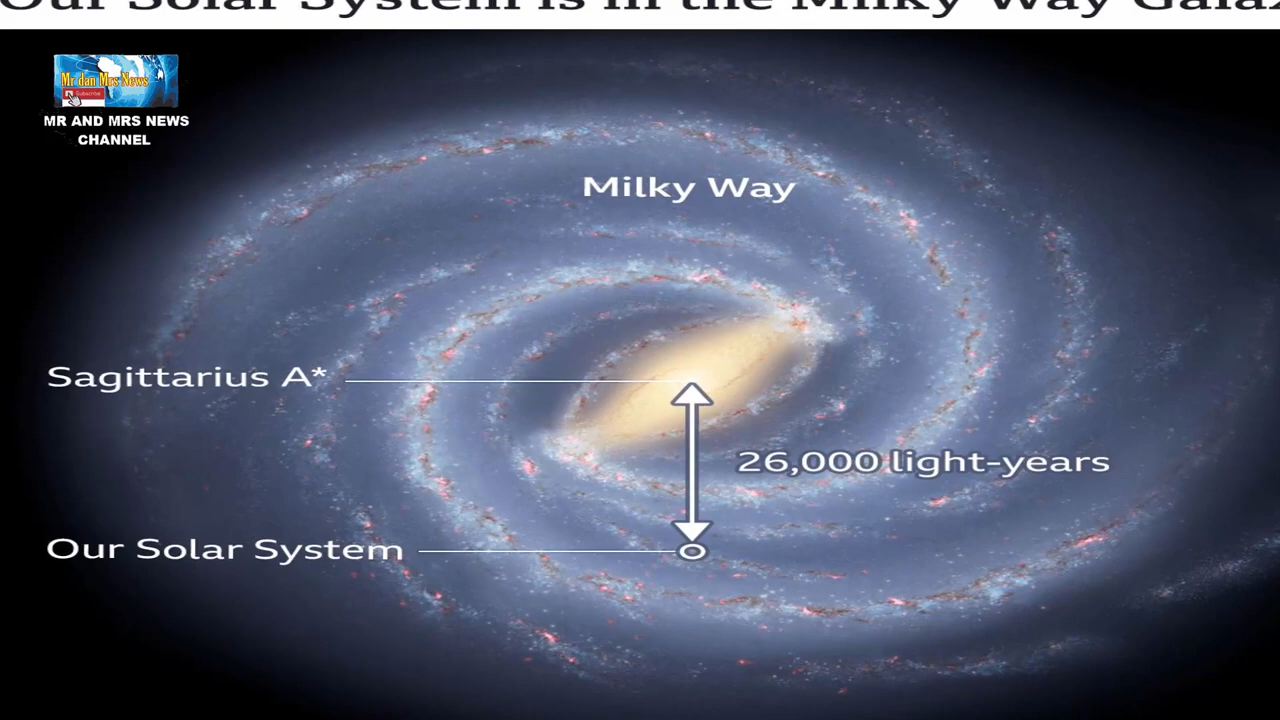 Our Solar System is in the Milky Way
Mr dan Mrs News
Subscribe
MR AND MRS NEWS
CHANNEL
Milky Way
Sagittarius A*
26,000 light-years
Our Solar System